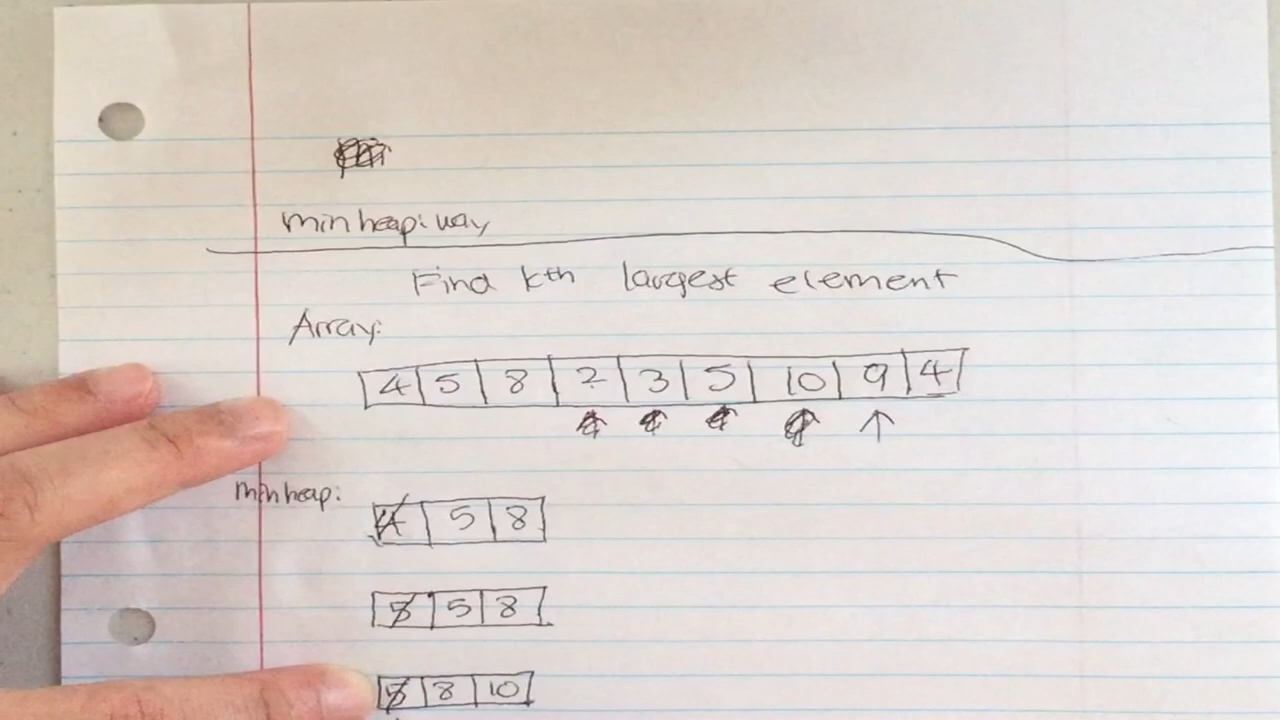 min heap: way
Find kth largest element
Array:
4 5 8 2 3 5 10 9 4
↑
min heap:
4 5 8
5 5 8
5 8 10